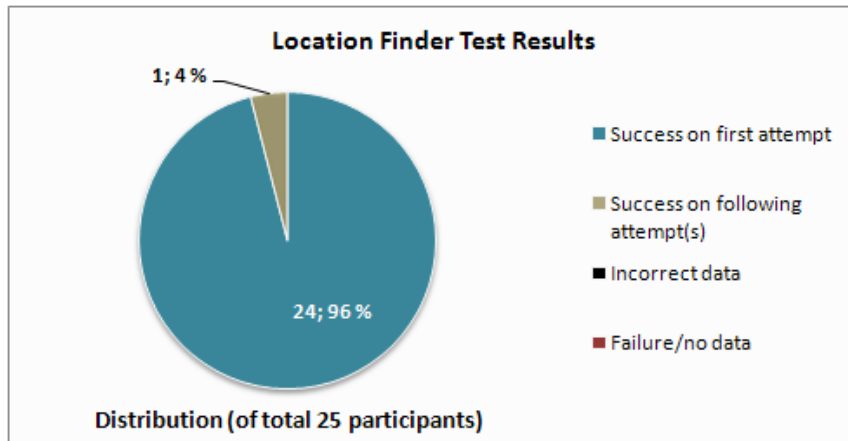 Location Finder Test Results
1; 4 %
24; 96 %
Success on first attempt
Success on following
attempt(s)
Incorrect data
Failure/no data
Distribution (of total 25 participants)